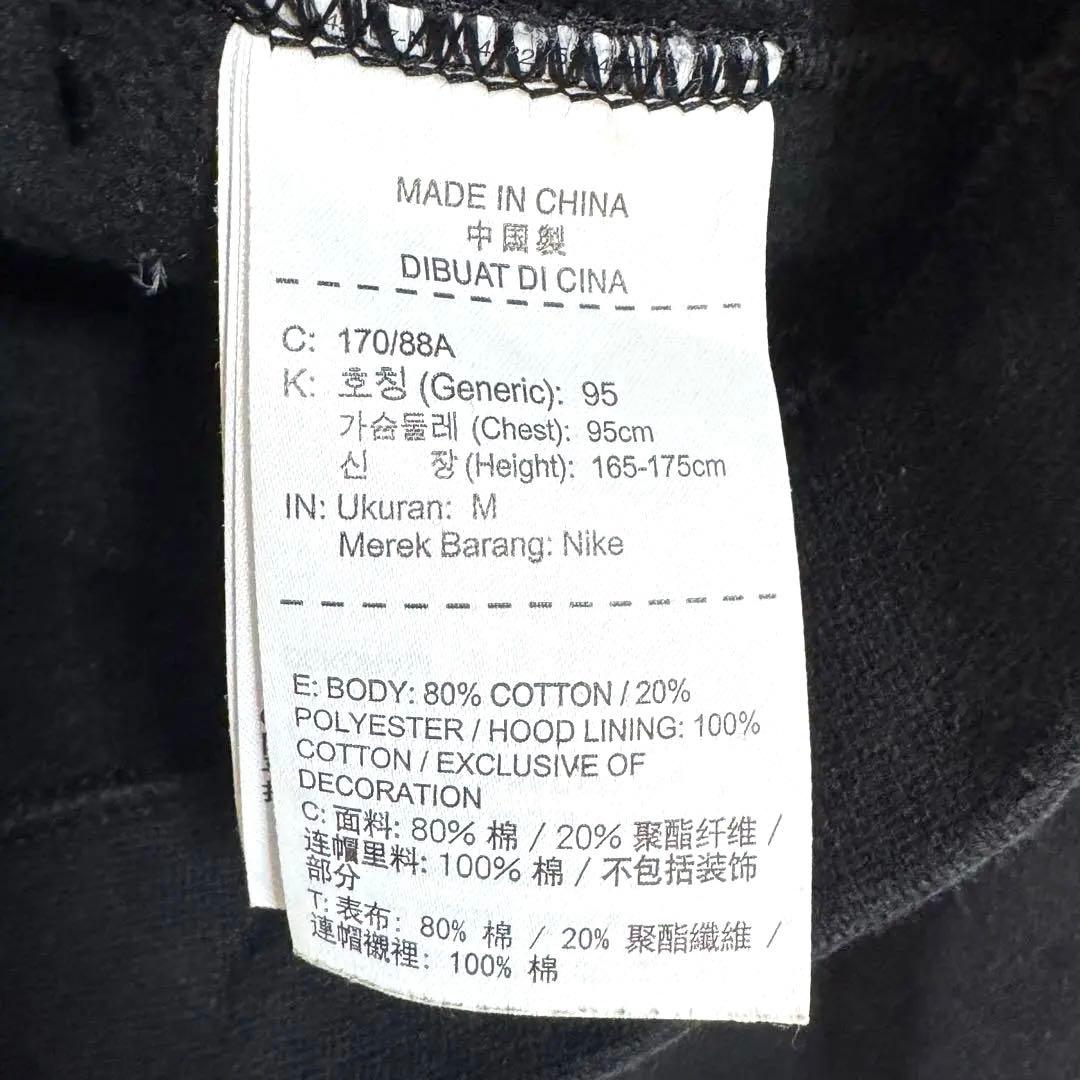 MADE IN CHINA
中国製
DIBUAT DI CINA
C: 170/88A
K: 호칭 (Generic): 95
가슴둘레 (Chest): 95cm
신 장 (Height): 165-175cm
IN: Ukuran: M
Merek Barang: Nike
E: BODY: 80% COTTON / 20%
POLYESTER / HOOD LINING: 100%
COTTON / EXCLUSIVE OF
DECORATION
C: 面料: 80% 棉 / 20% 聚酯纤维 /
连帽里料: 100% 棉 / 不包括装饰
部分
T: 表布: 80% 棉 / 20% 聚酯纖維 /
連帽襯裡: 100% 棉